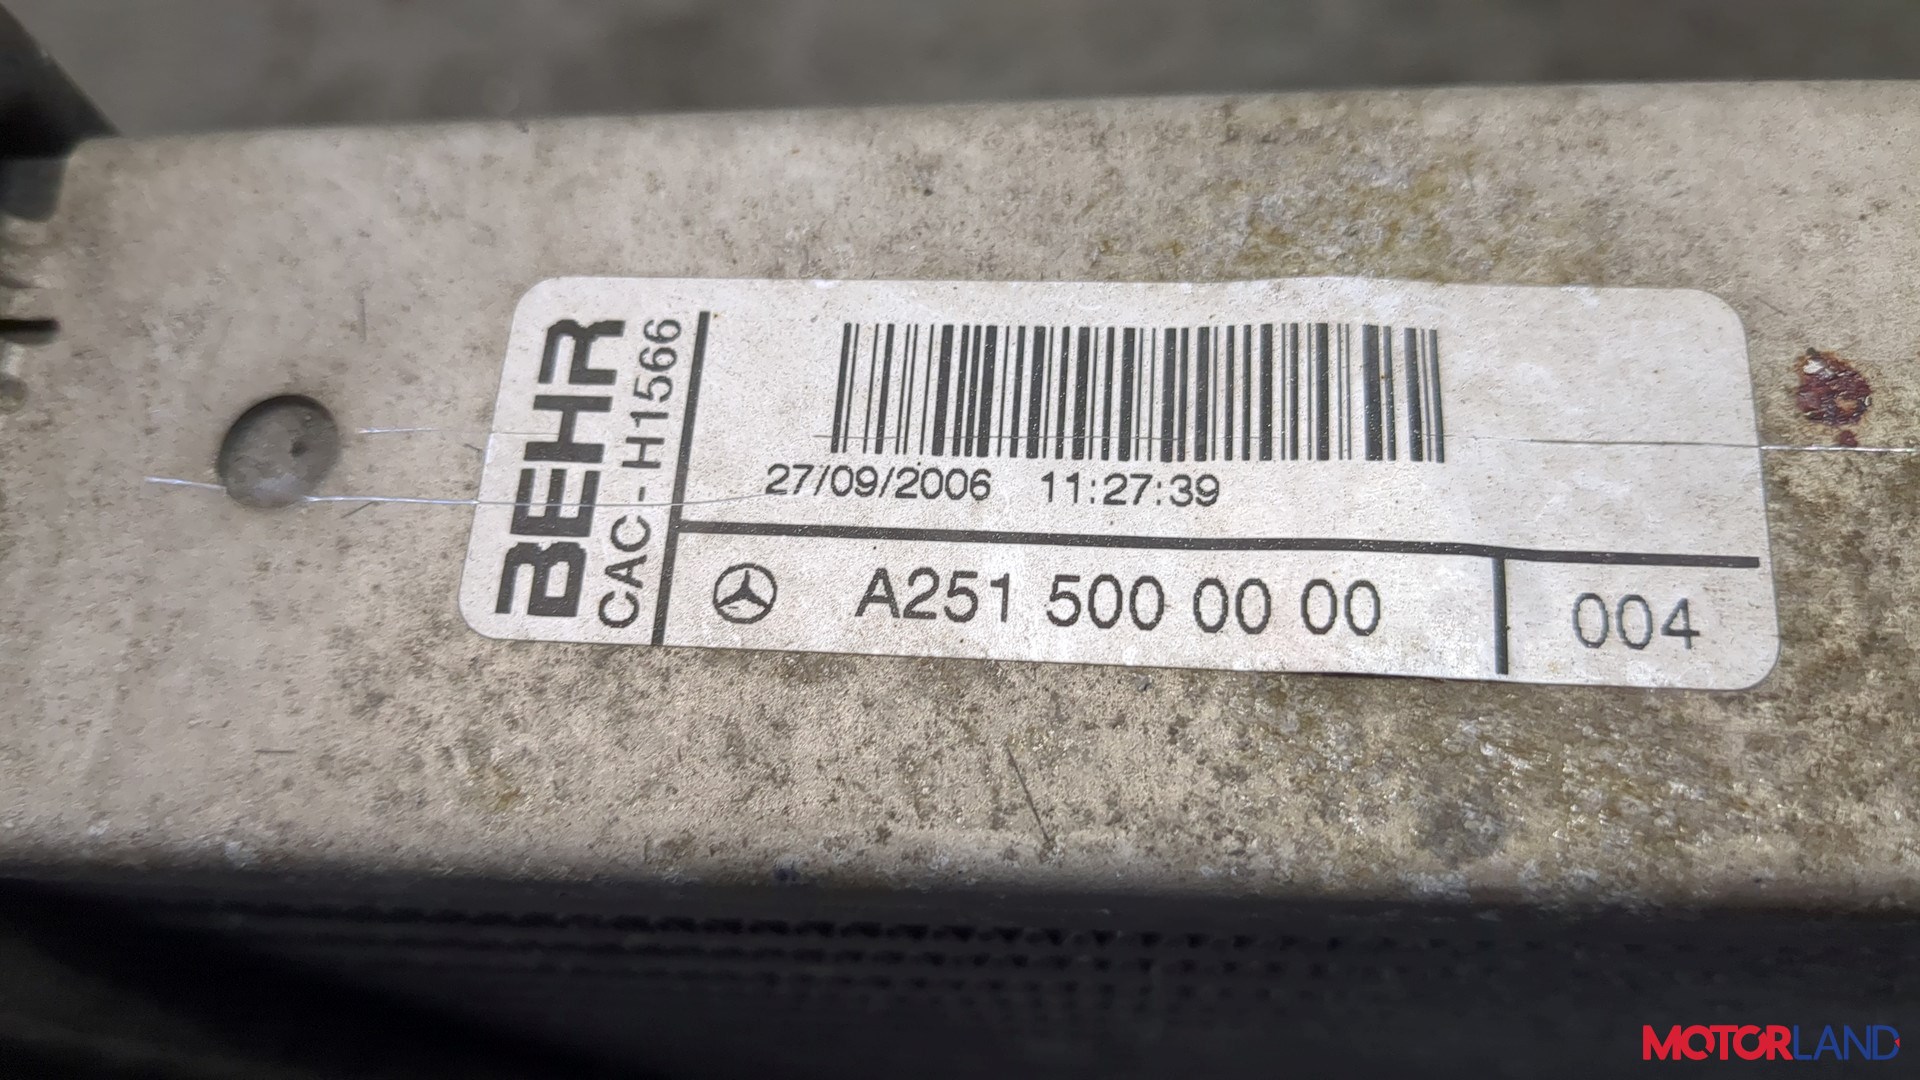 BEHR
CAC-H1566
27/09/2006 11:27:39
A251 500 00 00
004
MOTORLAND